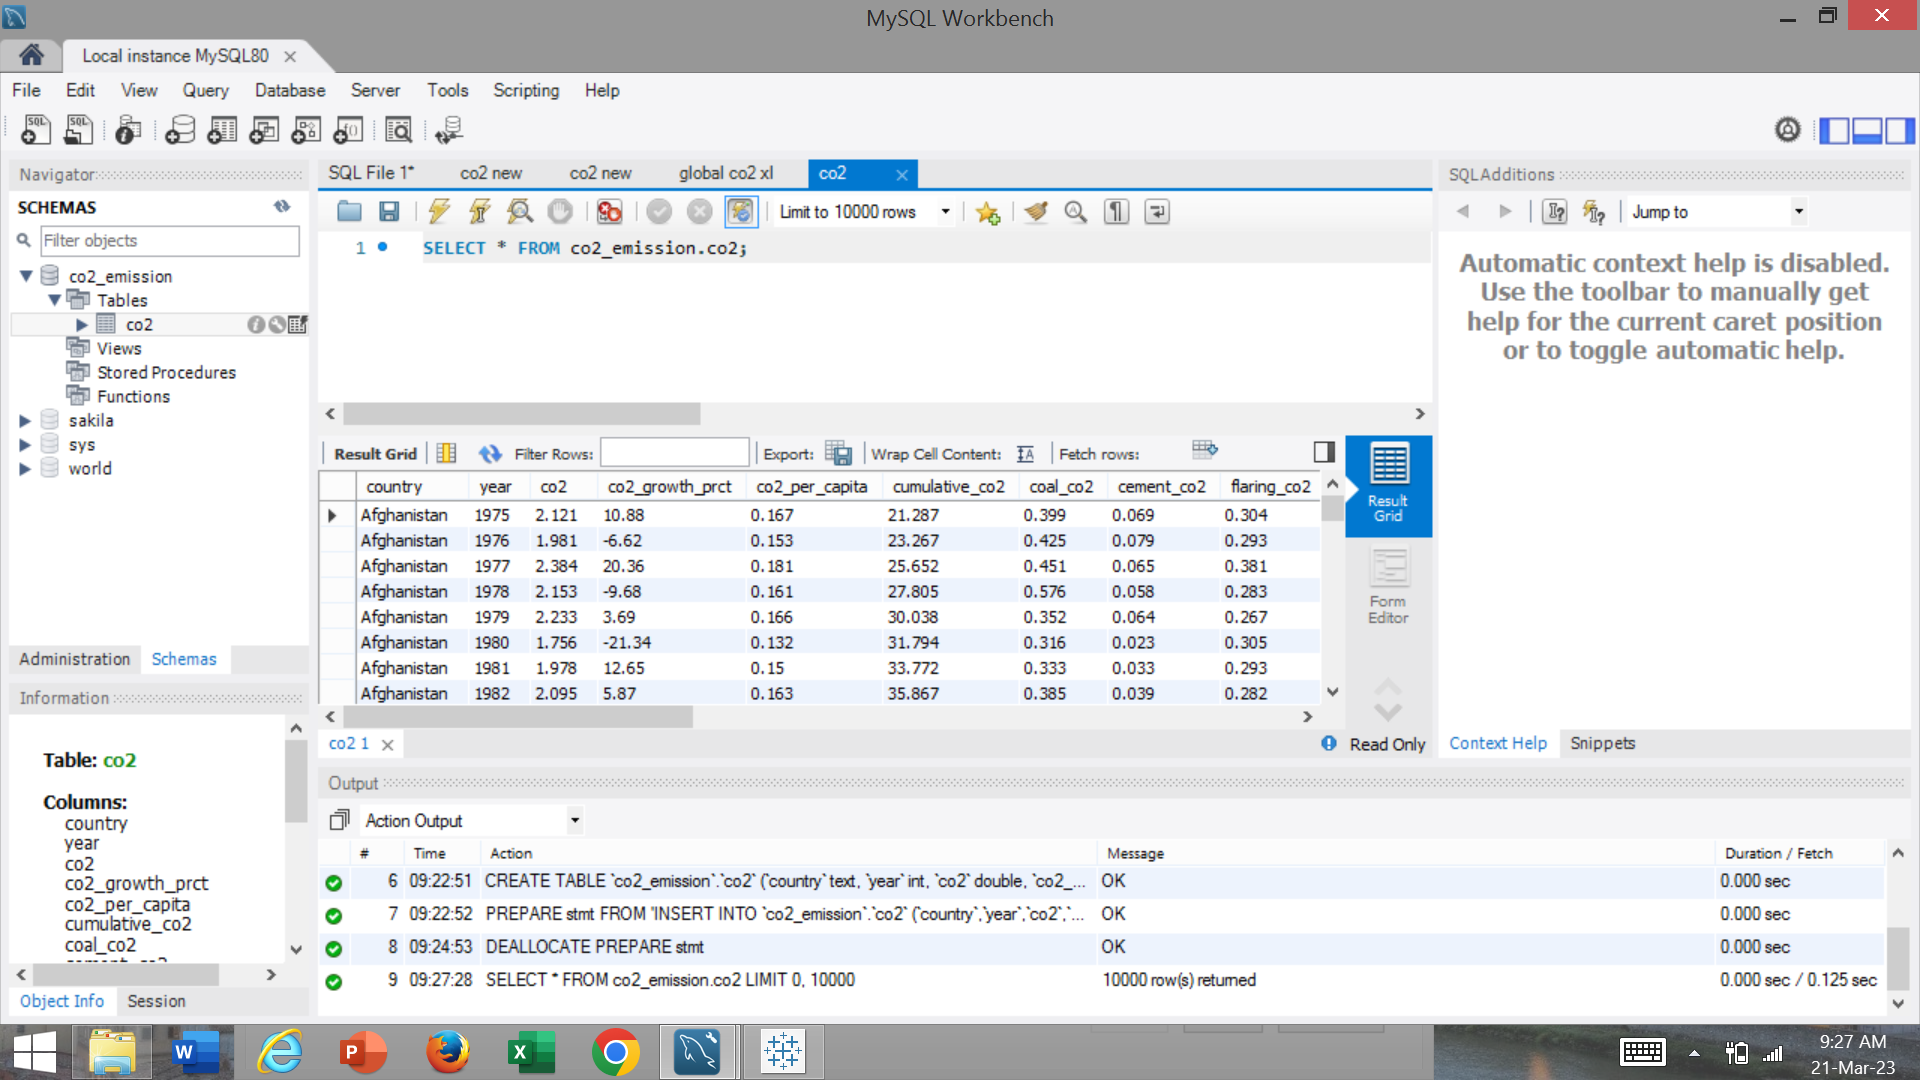 MySQL Workbench
Local instance MySQL80
File Edit View Query Database Server Tools Scripting Help
Navigator
SCHEMAS
Filter objects
co2_emission
Tables
co2
Views
Stored Procedures
Functions
sakila
sys
world
Administration Schemas
Information
Table: co2
Columns:
country
year
co2
co2_growth_prct
co2_per_capita
cumulative_co2
coal_co2
cement_co2
Object Info Session
SQL File 1* co2 new co2 new global co2 xl co2
Limit to 10000 rows
1 SELECT * FROM co2_emission.co2;
Result Grid Filter Rows: Export: Wrap Cell Content: Fetch rows:
country year co2 co2_growth_prct co2_per_capita cumulative_co2 coal_co2 cement_co2 flaring_co2
Afghanistan 1975 2.121 10.88 0.167 21.287 0.399 0.069 0.304
Afghanistan 1976 1.981 -6.62 0.153 23.267 0.425 0.079 0.293
Afghanistan 1977 2.384 20.36 0.181 25.652 0.451 0.065 0.381
Afghanistan 1978 2.153 -9.68 0.161 27.805 0.576 0.058 0.283
Afghanistan 1979 2.233 3.69 0.166 30.038 0.352 0.064 0.267
Afghanistan 1980 1.756 -21.34 0.132 31.794 0.316 0.023 0.305
Afghanistan 1981 1.978 12.65 0.15 33.772 0.333 0.033 0.293
Afghanistan 1982 2.095 5.87 0.163 35.867 0.385 0.039 0.282
Result
Grid
Form
Editor
co2 1
Read Only
SQLAdditions
Jump to
Automatic context help is disabled.
Use the toolbar to manually get
help for the current caret position
or to toggle automatic help.
Context Help Snippets
Output
Action Output
# Time Action Message Duration / Fetch
6 09:22:51 CREATE TABLE `co2_emission`.`co2` (`country` text, `year` int, `co2` double, `co2_... OK 0.000 sec
7 09:22:52 PREPARE stmt FROM 'INSERT INTO `co2_emission`.`co2` (`country`,`year`,`co2`,`... OK 0.000 sec
8 09:24:53 DEALLOCATE PREPARE stmt OK 0.000 sec
9 09:27:28 SELECT * FROM co2_emission.co2 LIMIT 0, 10000 10000 row(s) returned 0.000 sec / 0.125 sec
9:27 AM
21-Mar-23